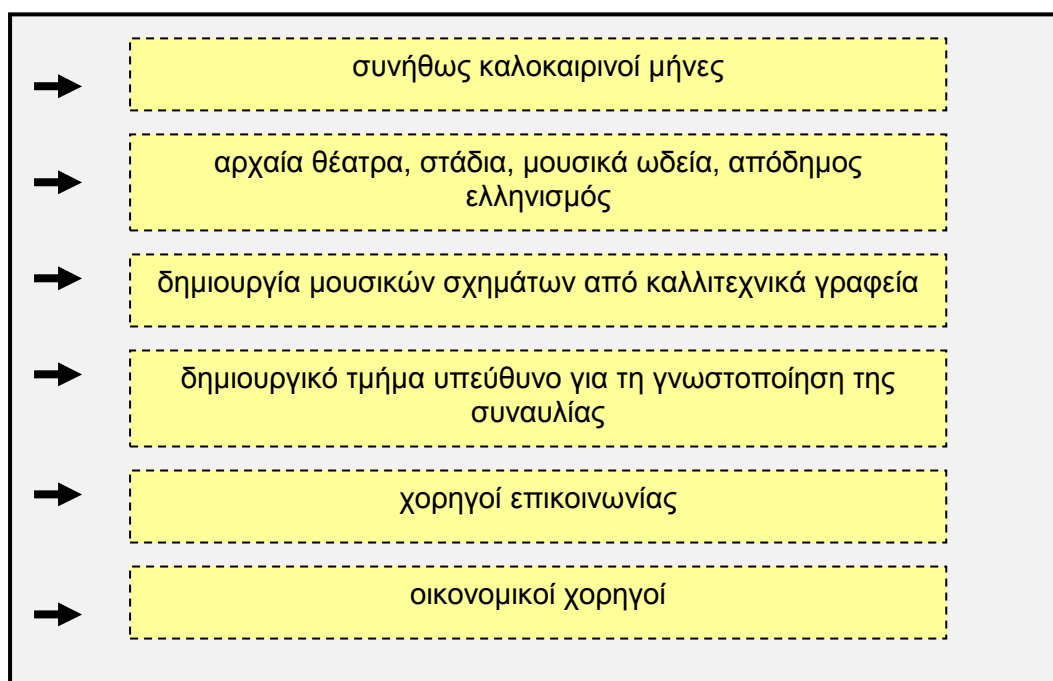 συνήθως καλοκαιρινοί μήνες
αρχαία θέατρα, στάδια, μουσικά ωδεία, απόδημος
ελληνισμός
δημιουργία μουσικών σχημάτων από καλλιτεχνικά γραφεία
δημιουργικό τμήμα υπεύθυνο για τη γνωστοποίηση της
συναυλίας
χορηγοί επικοινωνίας
οικονομικοί χορηγοί